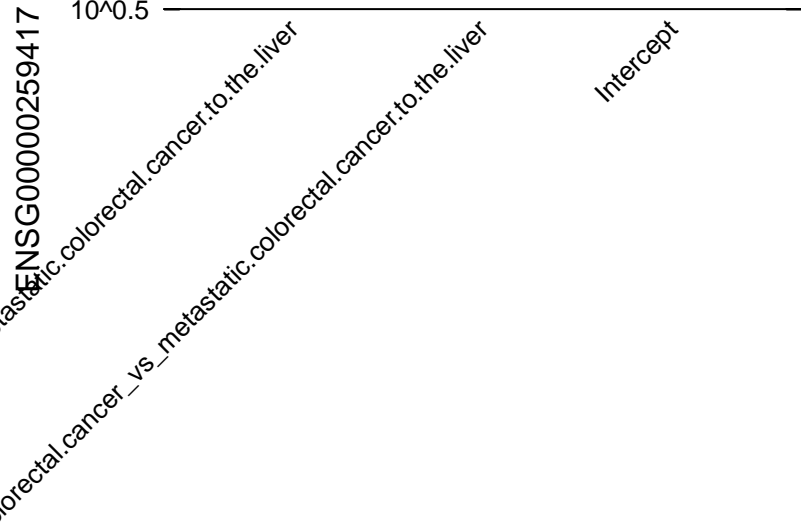 10^0.5
ENSG00000259417
metastatic.colorectal.cancer.to.the.liver
colorectal.cancer_vs_metastatic.colorectal.cancer.to.the.liver
Intercept